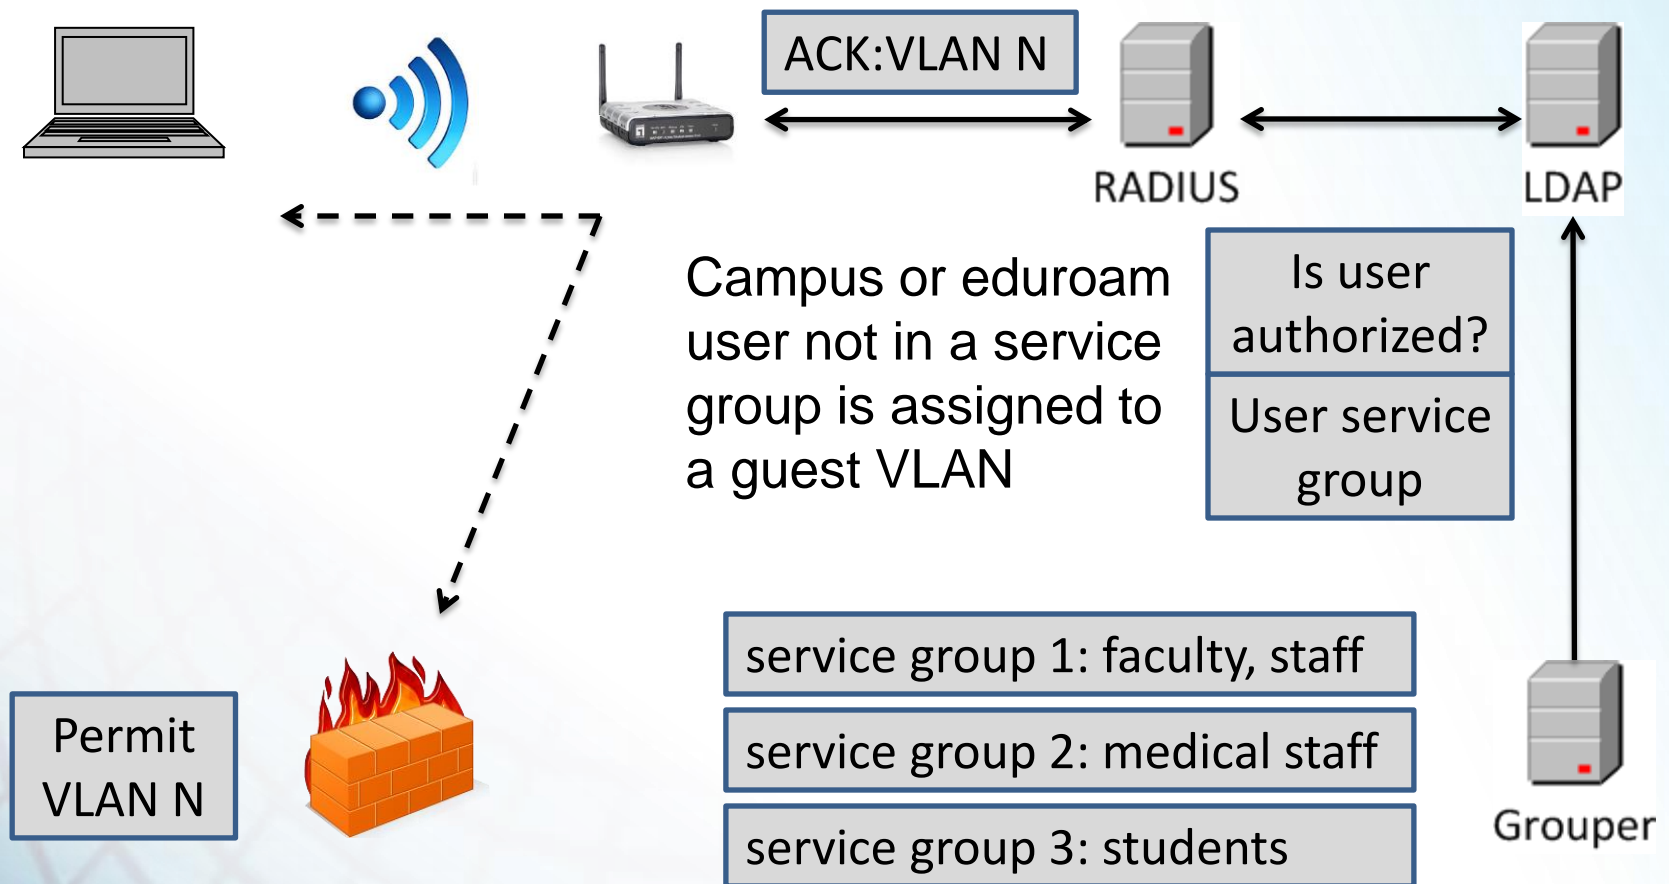 ACK:VLAN N
RADIUS
LDAP
Campus or eduroam
user not in a service
group is assigned to
a guest VLAN
Is user
authorized?
User service
group
service group 1: faculty, staff
service group 2: medical staff
service group 3: students
Permit
VLAN N
Grouper